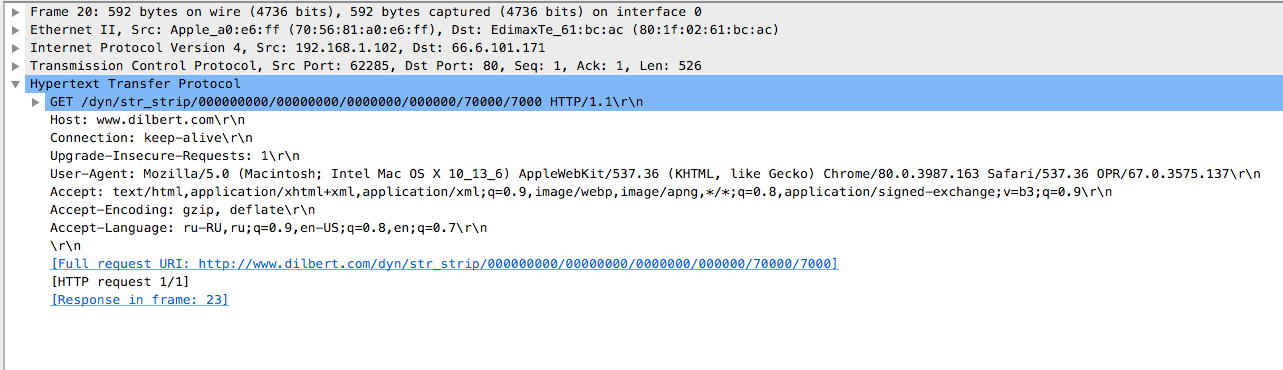 Frame 20: 592 bytes on wire (4736 bits), 592 bytes captured (4736 bits) on interface 0
Ethernet II, Src: Apple_a0:e6:ff (70:56:81:a0:e6:ff), Dst: EdimaxTe_61:bc:ac (80:1f:02:61:bc:ac)
Internet Protocol Version 4, Src: 192.168.1.102, Dst: 66.6.101.171
Transmission Control Protocol, Src Port: 62285, Dst Port: 80, Seq: 1, Ack: 1, Len: 526
Hypertext Transfer Protocol
GET /dyn/str_strip/000000000/00000000/0000000/000000/70000/7000 HTTP/1.1\r\n
Host: www.dilbert.com\r\n
Connection: keep-alive\r\n
Upgrade-Insecure-Requests: 1\r\n
User-Agent: Mozilla/5.0 (Macintosh; Intel Mac OS X 10_13_6) AppleWebKit/537.36 (KHTML, like Gecko) Chrome/80.0.3987.163 Safari/537.36 OPR/67.0.3575.137\r\n
Accept: text/html,application/xhtml+xml,application/xml;q=0.9,image/webp,image/apng,*/*;q=0.8,application/signed-exchange;v=b3;q=0.9\r\n
Accept-Encoding: gzip, deflate\r\n
Accept-Language: ru-RU,ru;q=0.9,en-US;q=0.8,en;q=0.7\r\n
\r\n
[Full request URI: http://www.dilbert.com/dyn/str_strip/000000000/00000000/0000000/000000/70000/7000]
[HTTP request 1/1]
[Response in frame: 23]